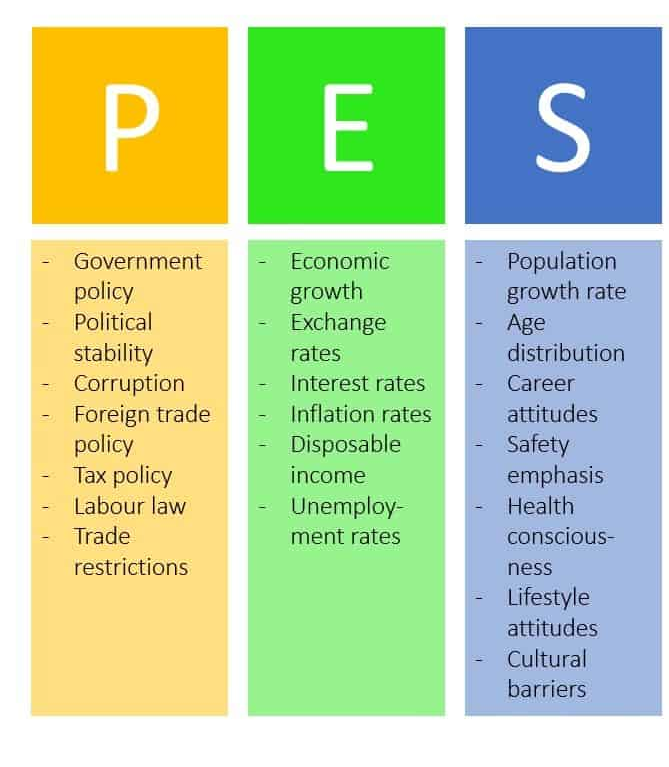 P
- Government
policy
- Political
stability
- Corruption
- Foreign trade
policy
- Tax policy
- Labour law
- Trade
restrictions
E
- Economic
growth
- Exchange
rates
- Interest rates
- Inflation rates
- Disposable
income
- Unemploy-
ment rates
S
- Population
growth rate
- Age
distribution
- Career
attitudes
- Safety
emphasis
- Health
conscious-
ness
- Lifestyle
attitudes
- Cultural
barriers